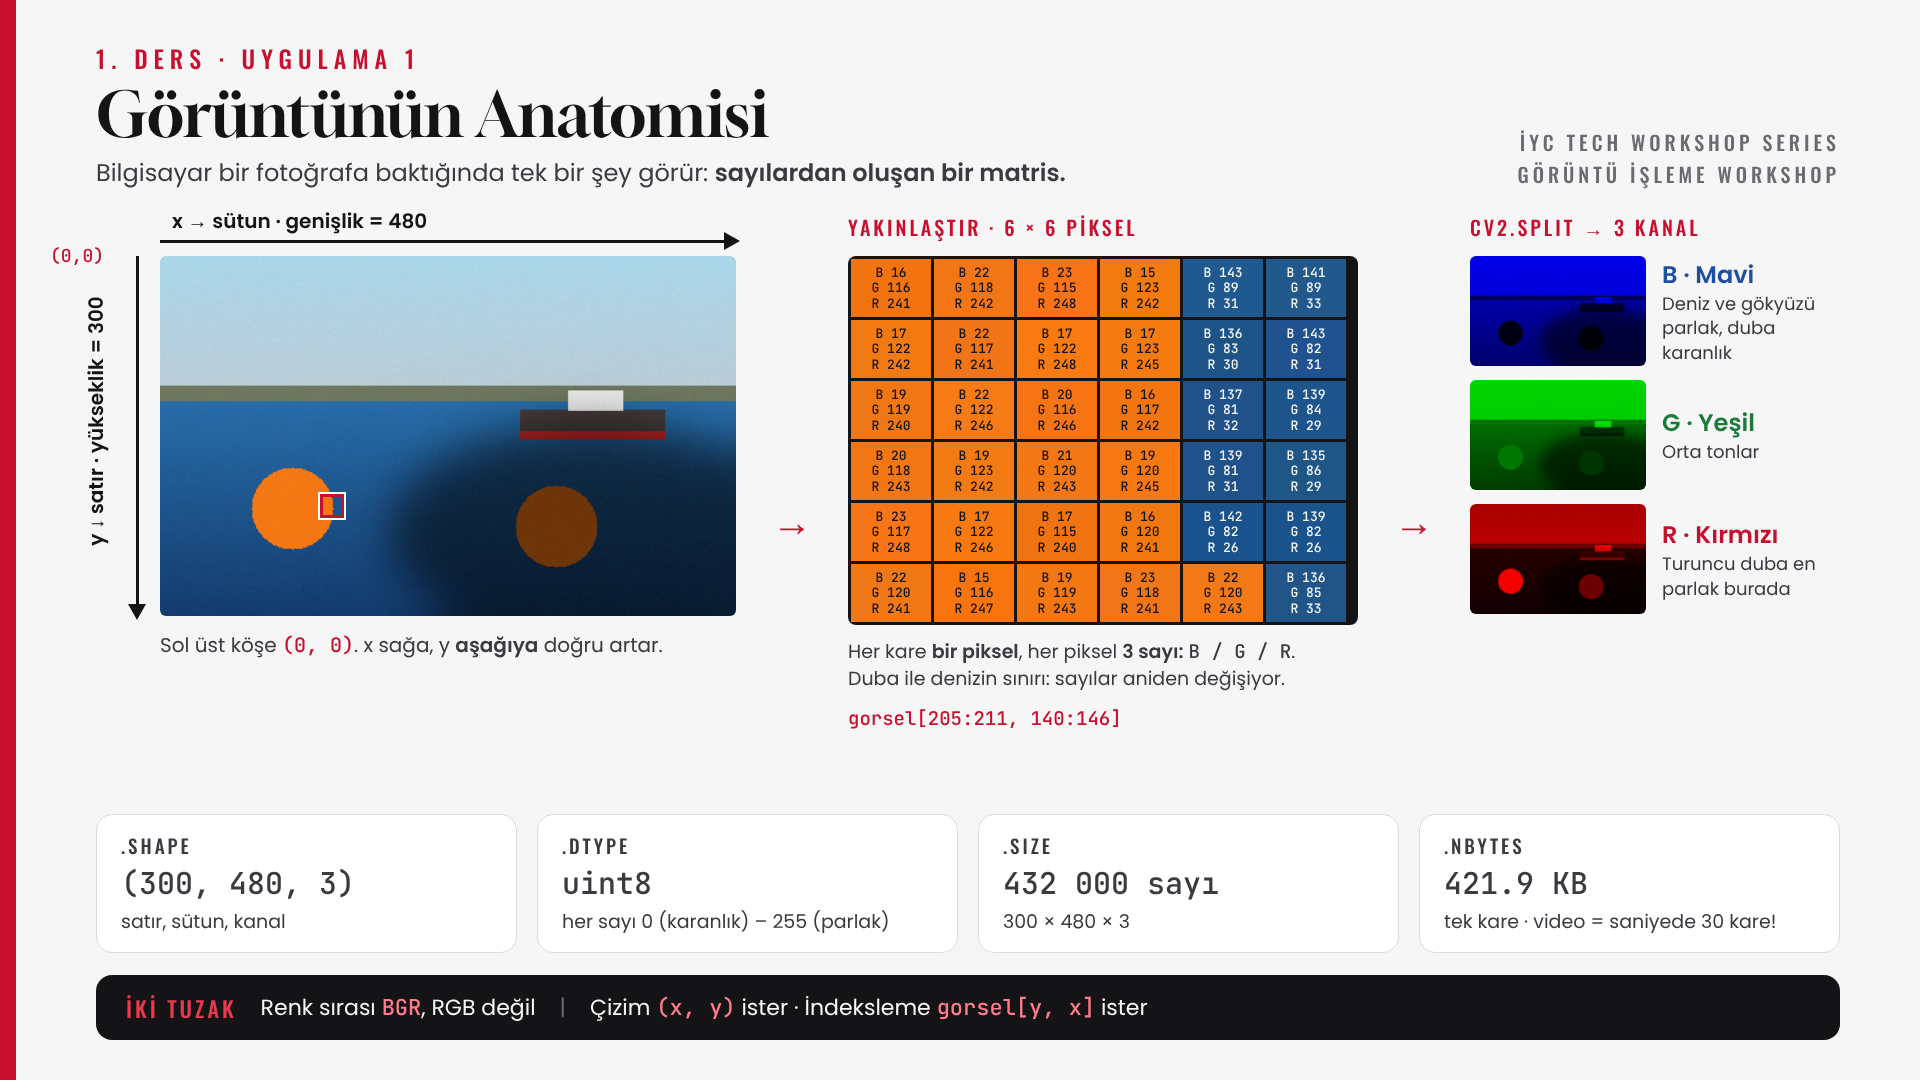 1. DERS · UYGULAMA 1
Görüntünün Anatomisi
Bilgisayar bir fotoğrafa baktığında tek bir şey görür: sayılardan oluşan bir matris.
İYC TECH WORKSHOP SERIES
GÖRÜNTÜ İŞLEME WORKSHOP
x → sütun · genişlik = 480
(0,0)
y ↓ satır · yükseklik = 300
Sol üst köşe (0, 0). x sağa, y aşağıya doğru artar.
→
YAKINLAŞTIR · 6 × 6 PİKSEL
B 16 B 22 B 23 B 15 B 143 B 141
G 116 G 118 G 115 G 123 G 89 G 89
R 241 R 242 R 248 R 242 R 31 R 33
B 17 B 22 B 17 B 17 B 136 B 143
G 122 G 117 G 122 G 123 G 83 G 82
R 242 R 241 R 248 R 245 R 30 R 31
B 19 B 22 B 20 B 16 B 137 B 139
G 119 G 122 G 116 G 117 G 81 G 84
R 240 R 246 R 246 R 242 R 32 R 29
B 20 B 19 B 21 B 19 B 139 B 135
G 118 G 123 G 120 G 120 G 81 G 86
R 243 R 242 R 243 R 245 R 31 R 29
B 23 B 17 B 17 B 16 B 142 B 139
G 117 G 122 G 115 G 120 G 82 G 82
R 248 R 246 R 240 R 241 R 26 R 26
B 22 B 15 B 19 B 23 B 22 B 136
G 120 G 116 G 119 G 118 G 120 G 85
R 241 R 247 R 243 R 241 R 243 R 33
Her kare bir piksel, her piksel 3 sayı: B / G / R.
Duba ile denizin sınırı: sayılar aniden değişiyor.
gorsel[205:211, 140:146]
→
CV2.SPLIT → 3 KANAL
B · Mavi
Deniz ve gökyüzü
parlak, duba
karanlık
G · Yeşil
Orta tonlar
R · Kırmızı
Turuncu duba en
parlak burada
.SHAPE
(300, 480, 3)
satır, sütun, kanal
.DTYPE
uint8
her sayı 0 (karanlık) – 255 (parlak)
.SIZE
432 000 sayı
300 × 480 × 3
.NBYTES
421.9 KB
tek kare · video = saniyede 30 kare!
İKİ TUZAK Renk sırası BGR, RGB değil | Çizim (x, y) ister · İndeksleme gorsel[y, x] ister